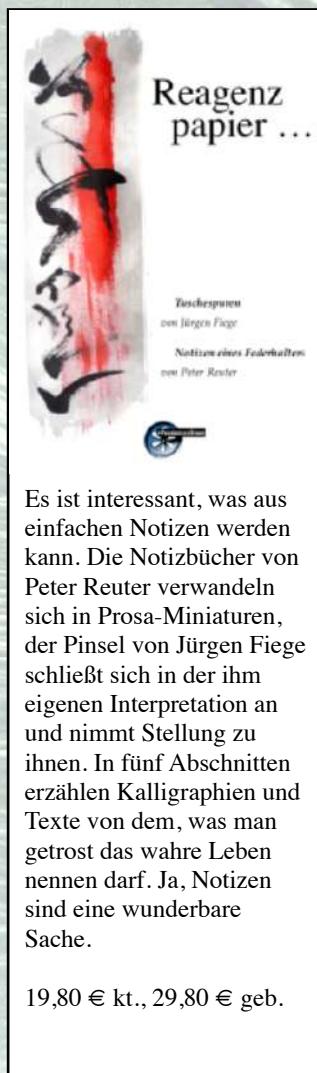 Reagenz
papier …
Tuschespuren
von Jürgen Fiege
Notizen eines Federhalters
von Peter Reuter
Es ist interessant, was aus
einfachen Notizen werden
kann. Die Notizbücher von
Peter Reuter verwandeln
sich in Prosa-Miniaturen,
der Pinsel von Jürgen Fiege
schließt sich in der ihm
eigenen Interpretation an
und nimmt Stellung zu
ihnen. In fünf Abschnitten
erzählen Kalligraphien und
Texte von dem, was man
getrost das wahre Leben
nennen darf. Ja, Notizen
sind eine wunderbare
Sache.
19,80 € kt., 29,80 € geb.